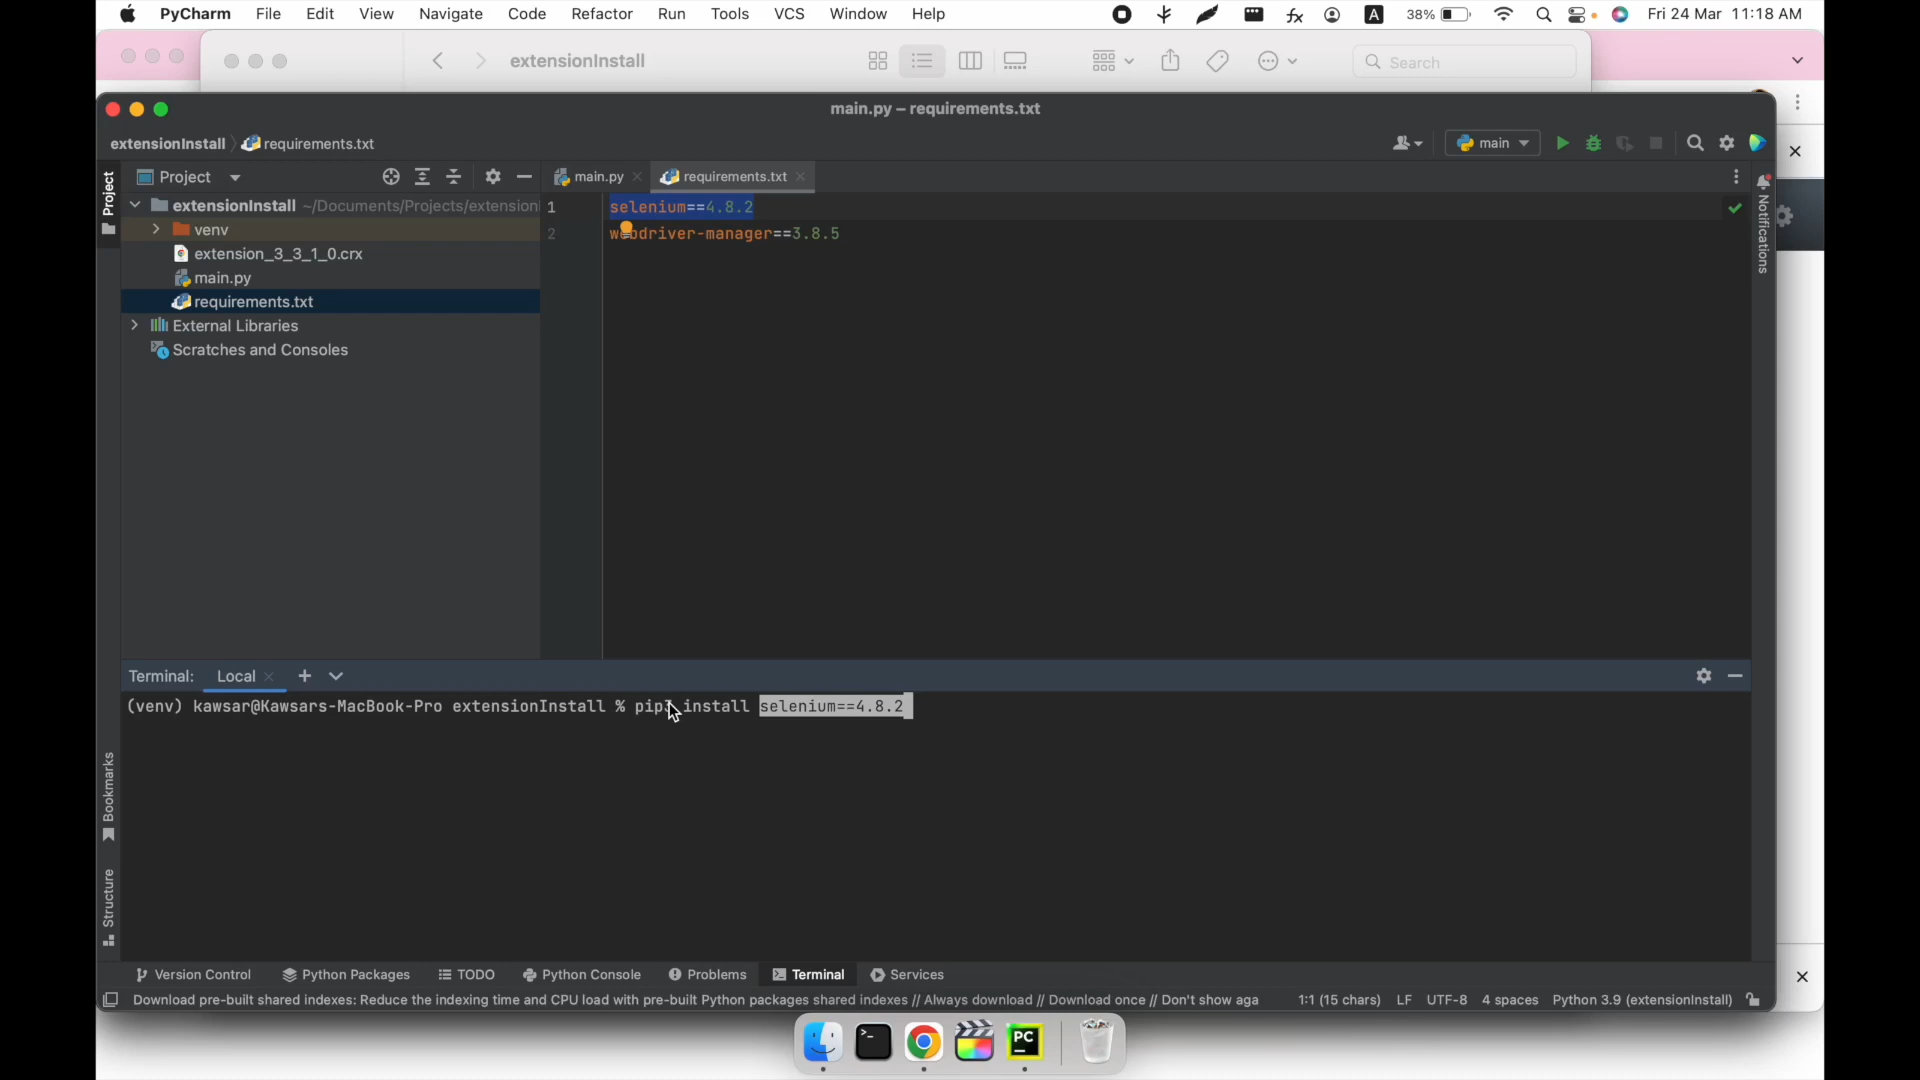 PyCharm File Edit View Navigate Code Refactor Run Tools VCS Window Help
A 38% Fri 24 Mar 11:18 AM
extensionInstall
Search
main.py – requirements.txt
extensionInstall requirements.txt
main
Project
Project
main.py
requirements.txt
extensionInstall ~/Documents/Projects/extension
venv
extension_3_3_1_0.crx
main.py
requirements.txt
External Libraries
Scratches and Consoles
1 selenium==4.8.2
2 webdriver-manager==3.8.5
Notifications
Terminal: Local
(venv) kawsar@Kawsars-MacBook-Pro extensionInstall % pip3 install selenium==4.8.2
Bookmarks
Structure
Version Control Python Packages TODO Python Console Problems Terminal Services
Download pre-built shared indexes: Reduce the indexing time and CPU load with pre-built Python packages shared indexes // Always download // Download once // Don't show aga
1:1 (15 chars) LF UTF-8 4 spaces Python 3.9 (extensionInstall)
PC